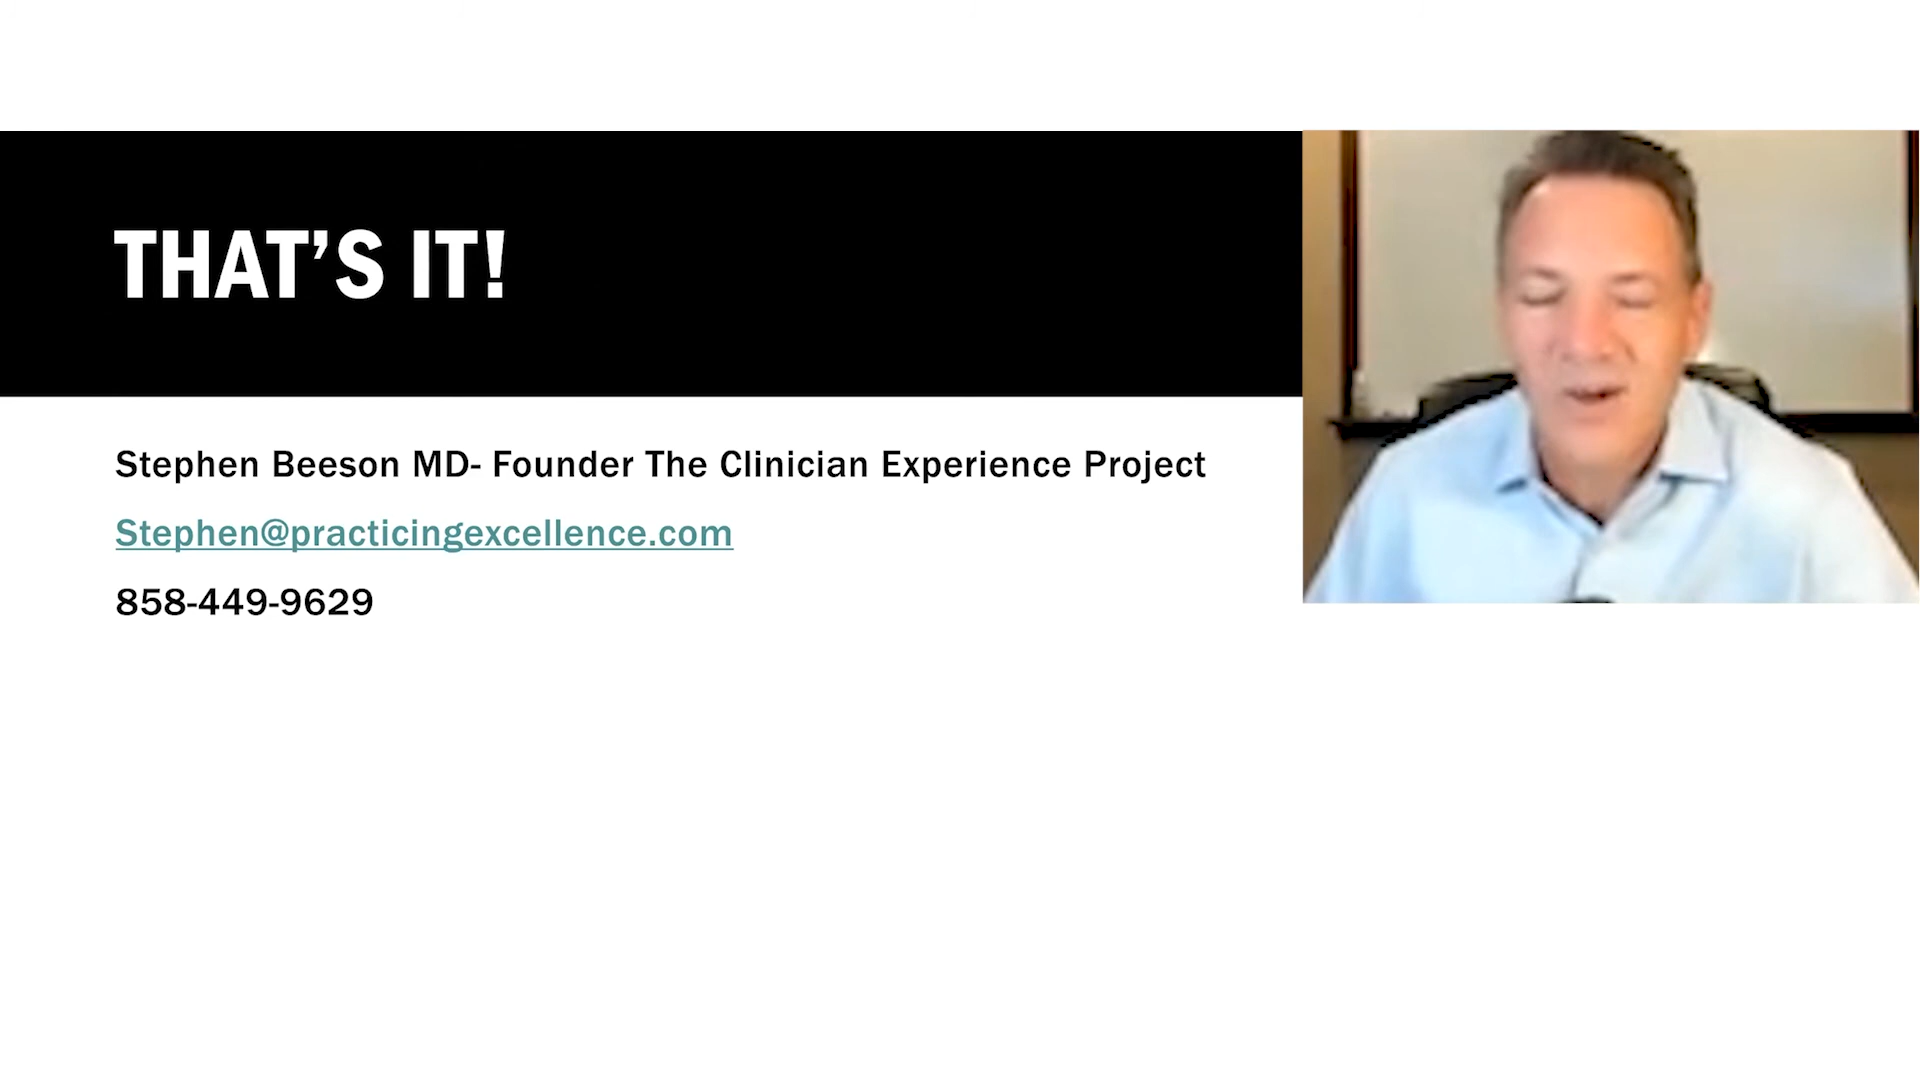 THAT’S IT!
Stephen Beeson MD- Founder The Clinician Experience Project
Stephen@practicingexcellence.com
858-449-9629